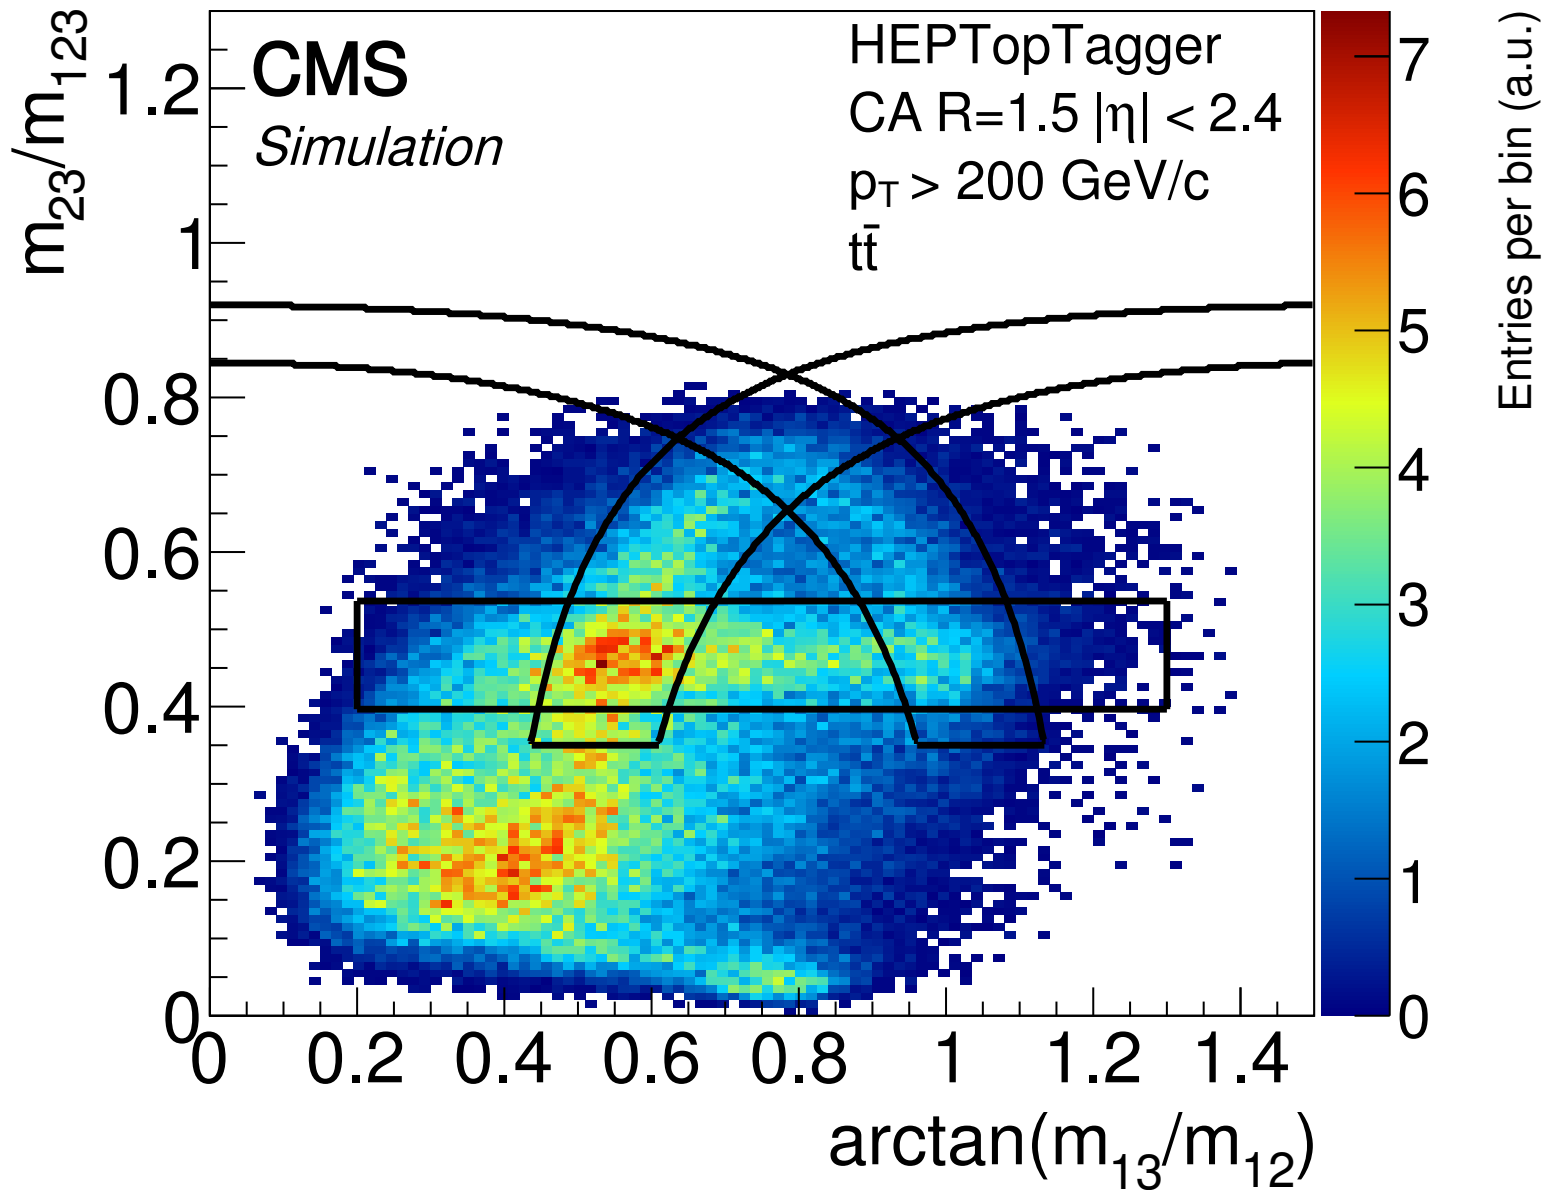 CMS
Simulation
HEPTopTagger
CA R=1.5 |η| < 2.4
p_T > 200 GeV/c
tt̄
m_23/m_123
1.2
1
0.8
0.6
0.4
0.2
0
0 0.2 0.4 0.6 0.8 1 1.2 1.4
arctan(m_13/m_12)
7
6
5
4
3
2
1
0
Entries per bin (a.u.)